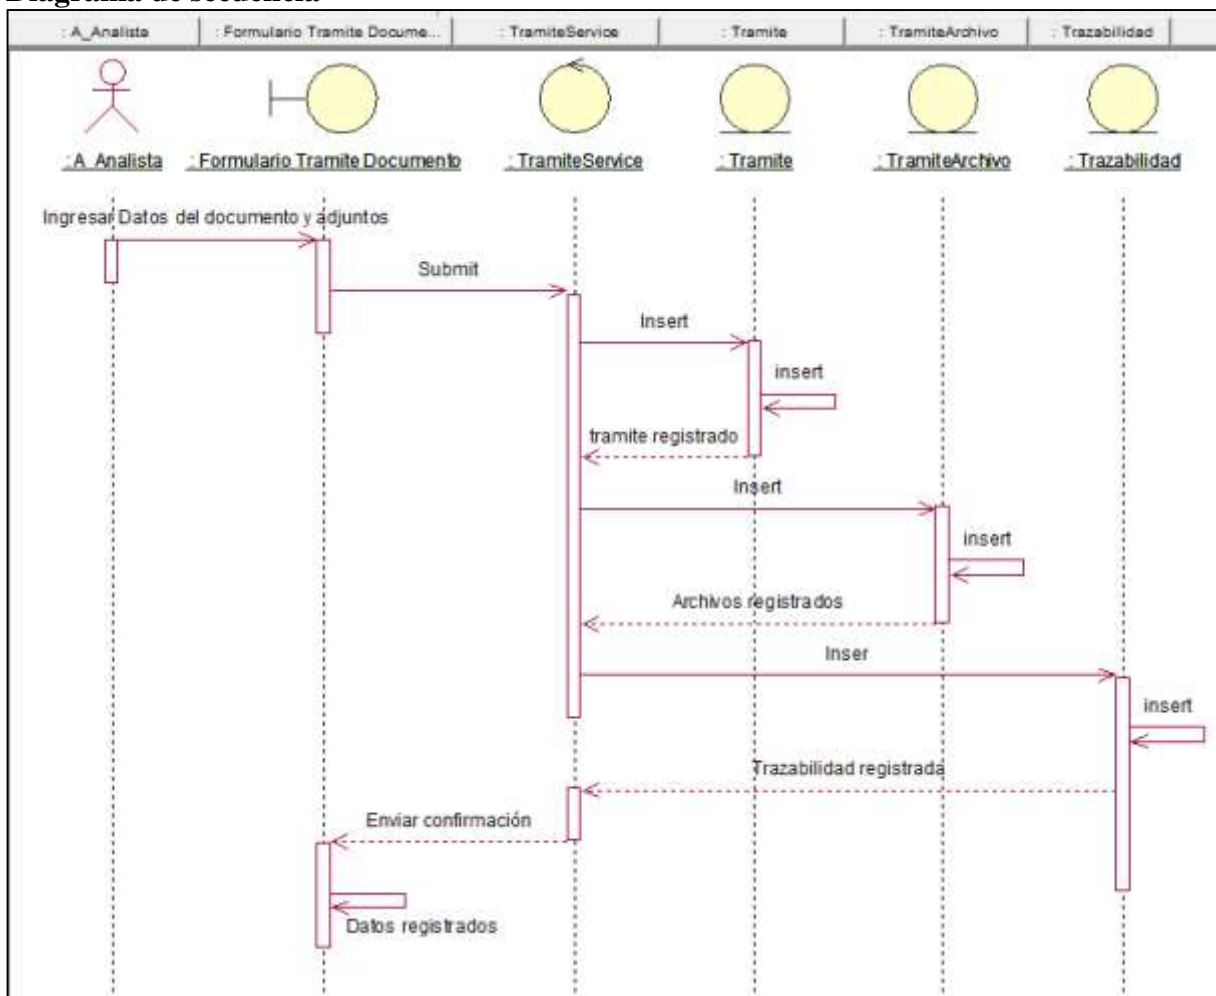 Diagrama de secuencia
: A_Analista : Formulario Tramite Docume... : TramiteService : Tramite : TramiteArchivo : Trazabilidad
: A_Analista : Formulario Tramite Documento : TramiteService : Tramite : TramiteArchivo : Trazabilidad
Ingresar Datos del documento y adjuntos
Submit
Insert
insert
tramite registrado
Insert
insert
Archivos registrados
Inser
insert
Trazabilidad registrada
Enviar confirmación
Datos registrados